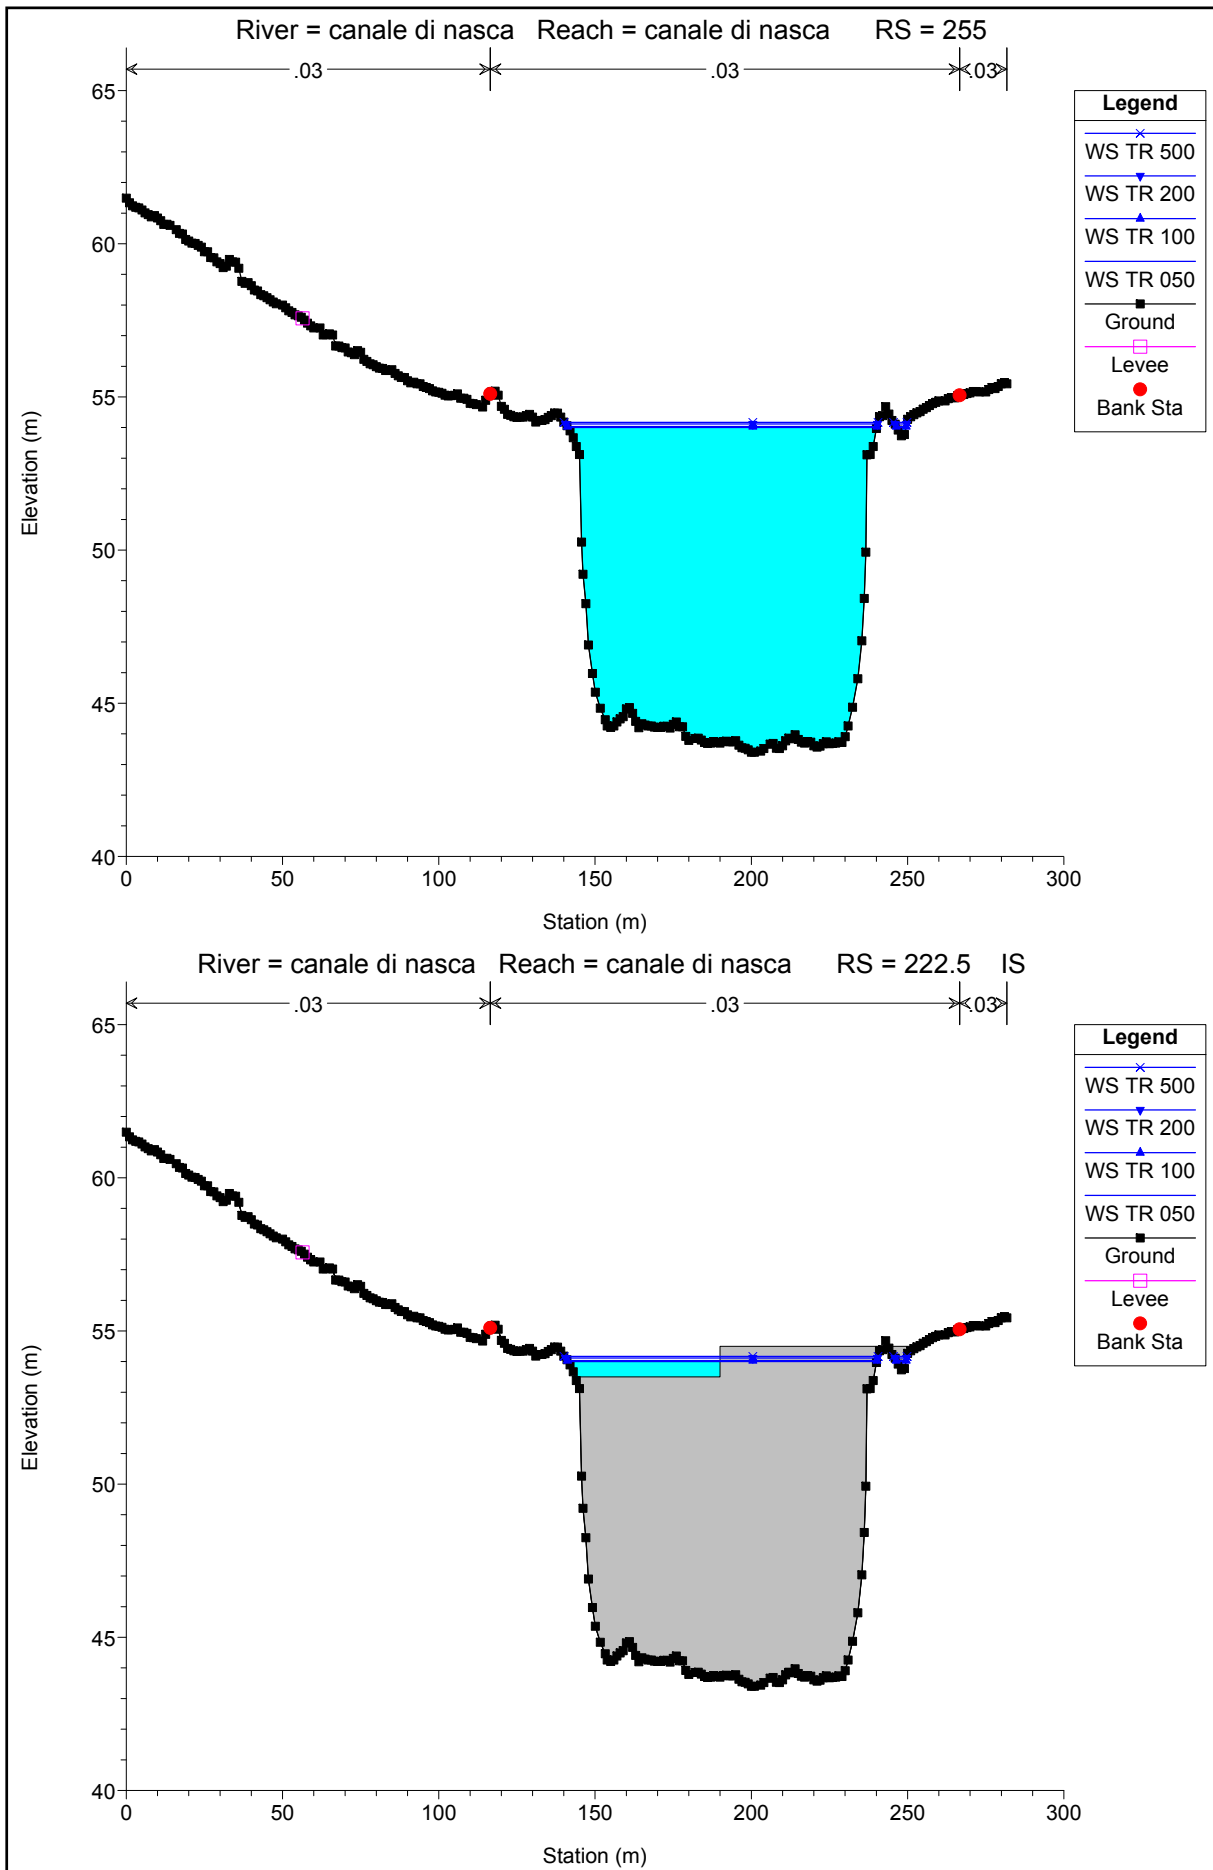 River = canale di nasca Reach = canale di nasca RS = 255
.03 .03 .03
65
60
55
50
45
40
0 50 100 150 200 250 300
Elevation (m)
Station (m)
Legend
WS TR 500
WS TR 200
WS TR 100
WS TR 050
Ground
Levee
Bank Sta
River = canale di nasca Reach = canale di nasca RS = 222.5 IS
.03 .03 .03
65
60
55
50
45
40
0 50 100 150 200 250 300
Elevation (m)
Station (m)
Legend
WS TR 500
WS TR 200
WS TR 100
WS TR 050
Ground
Levee
Bank Sta